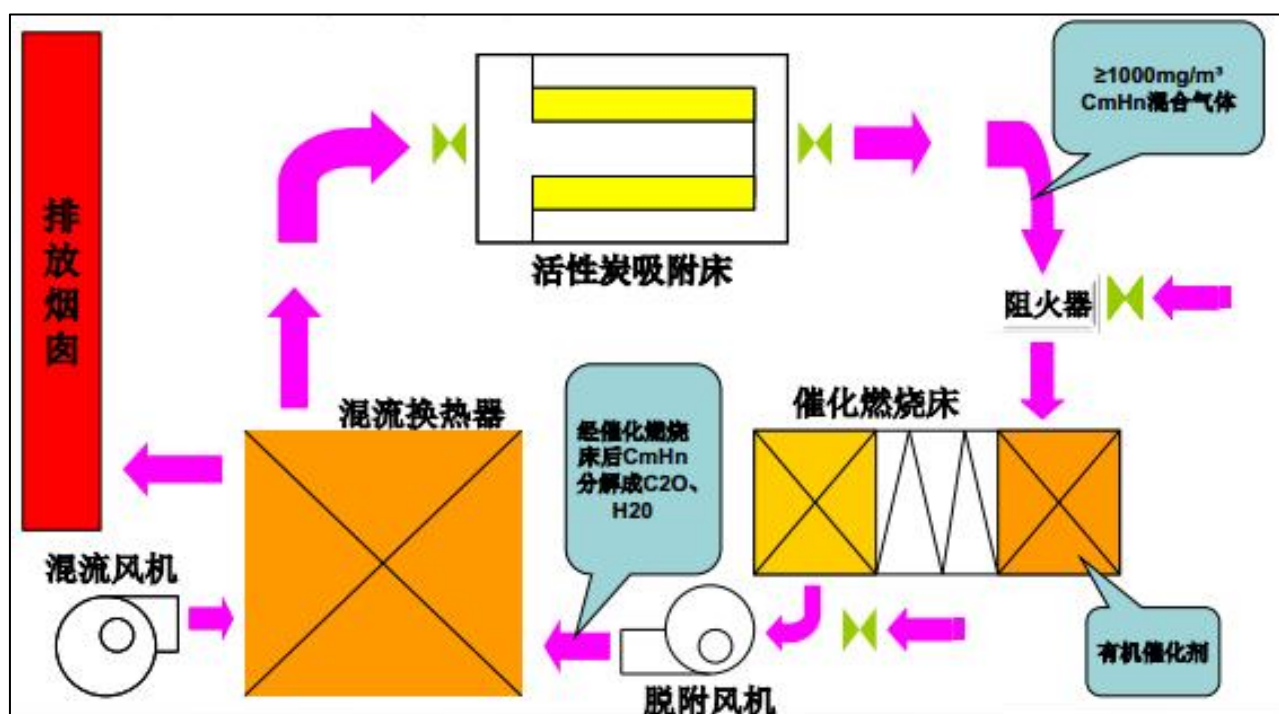 ≥1000mg/m³
CmHn混合气体
排
放
烟
囱
活性炭吸附床
阻火器
混流换热器
催化燃烧床
经催化燃烧
床后CmHn
分解成C2O、
H20
混流风机
脱附风机
有机催化剂